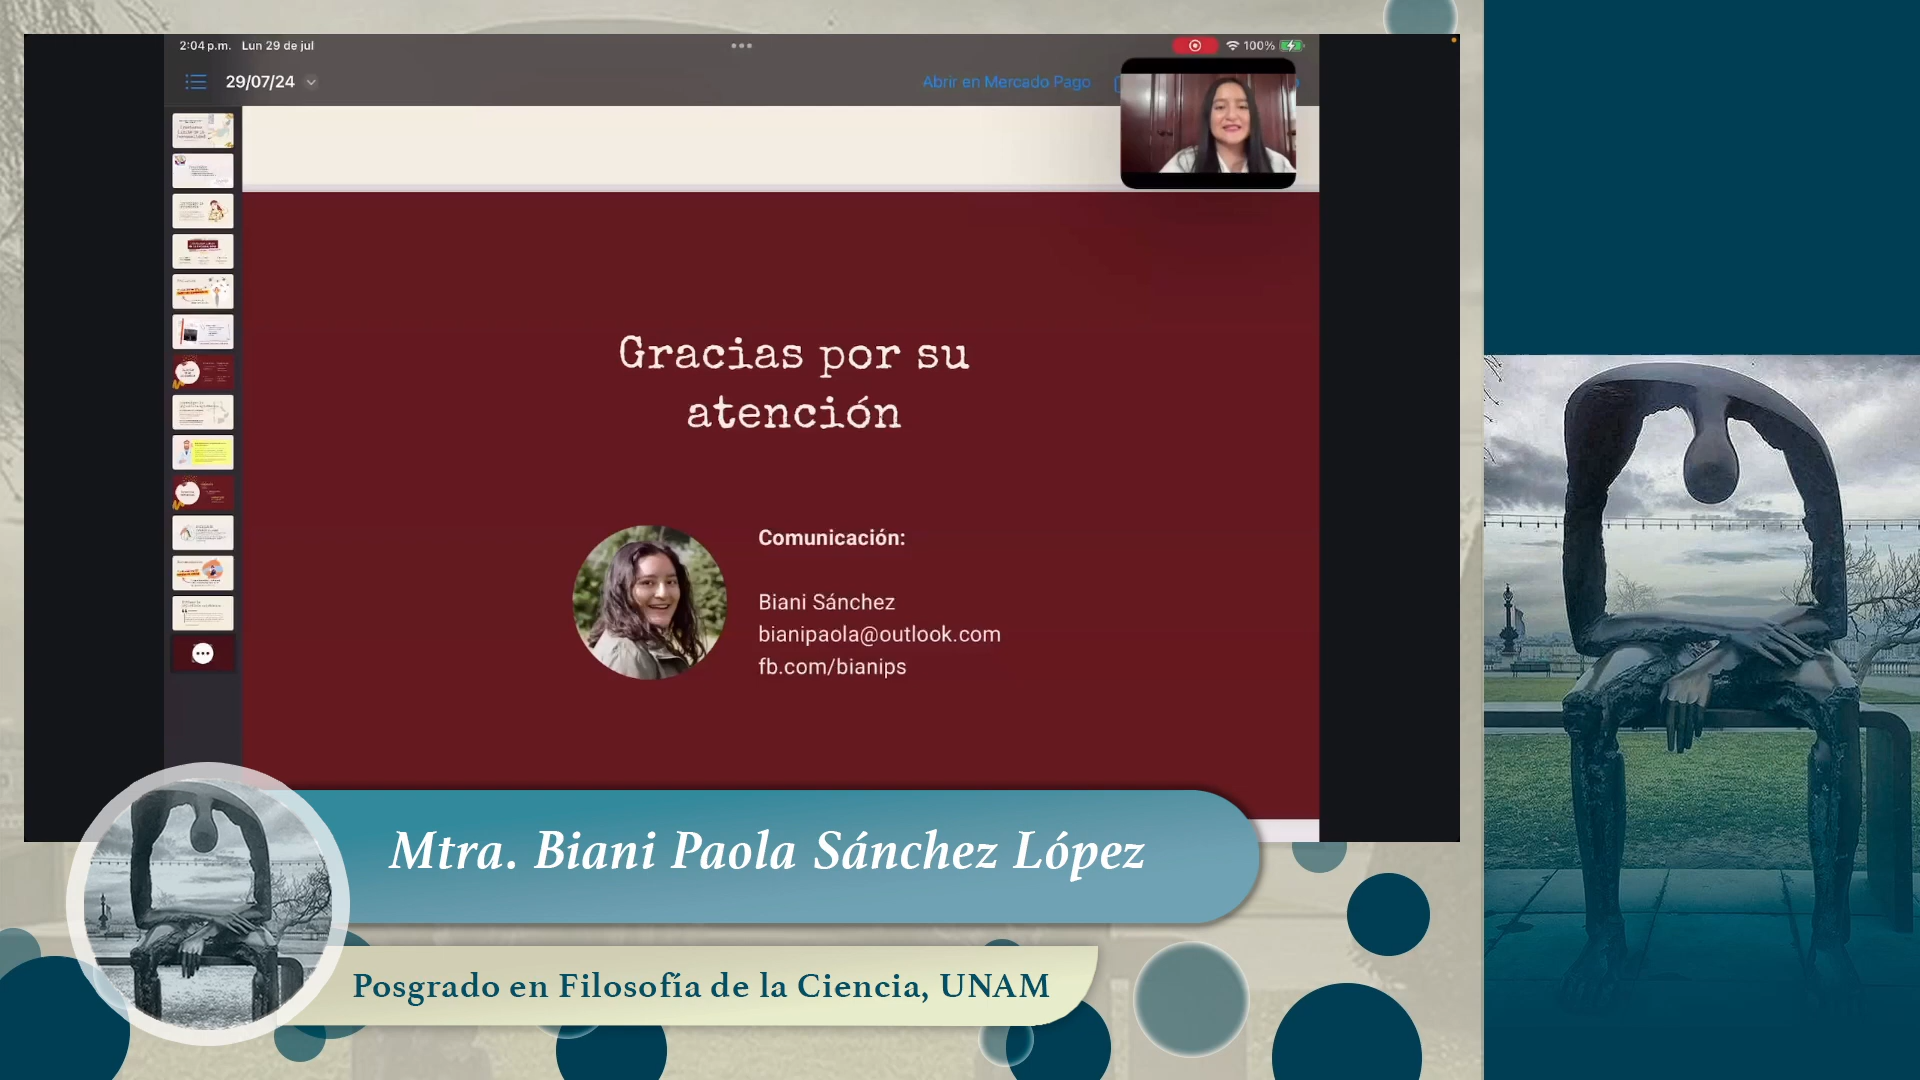 2:04 p.m. Lun 29 de jul
100%
29/07/24
Abrir en Mercado Pago
Gracias por su
atención
Comunicación:
Biani Sánchez
bianipaola@outlook.com
fb.com/bianips
Mtra. Biani Paola Sánchez López
Posgrado en Filosofía de la Ciencia, UNAM